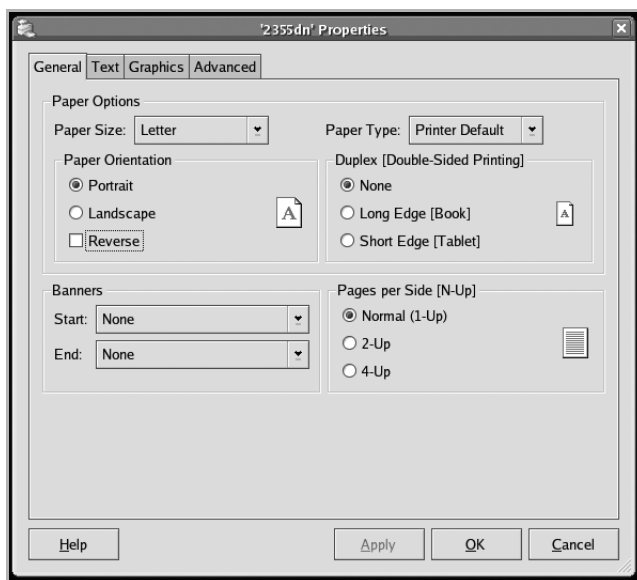 '2355dn' Properties
General Text Graphics Advanced
Paper Options
Paper Size: Letter
Paper Type: Printer Default
Paper Orientation
Portrait
Landscape
Reverse
A
Duplex [Double-Sided Printing]
None
Long Edge [Book]
Short Edge [Tablet]
A
Banners
Start: None
End: None
Pages per Side [N-Up]
Normal (1-Up)
2-Up
4-Up
Help Apply OK Cancel